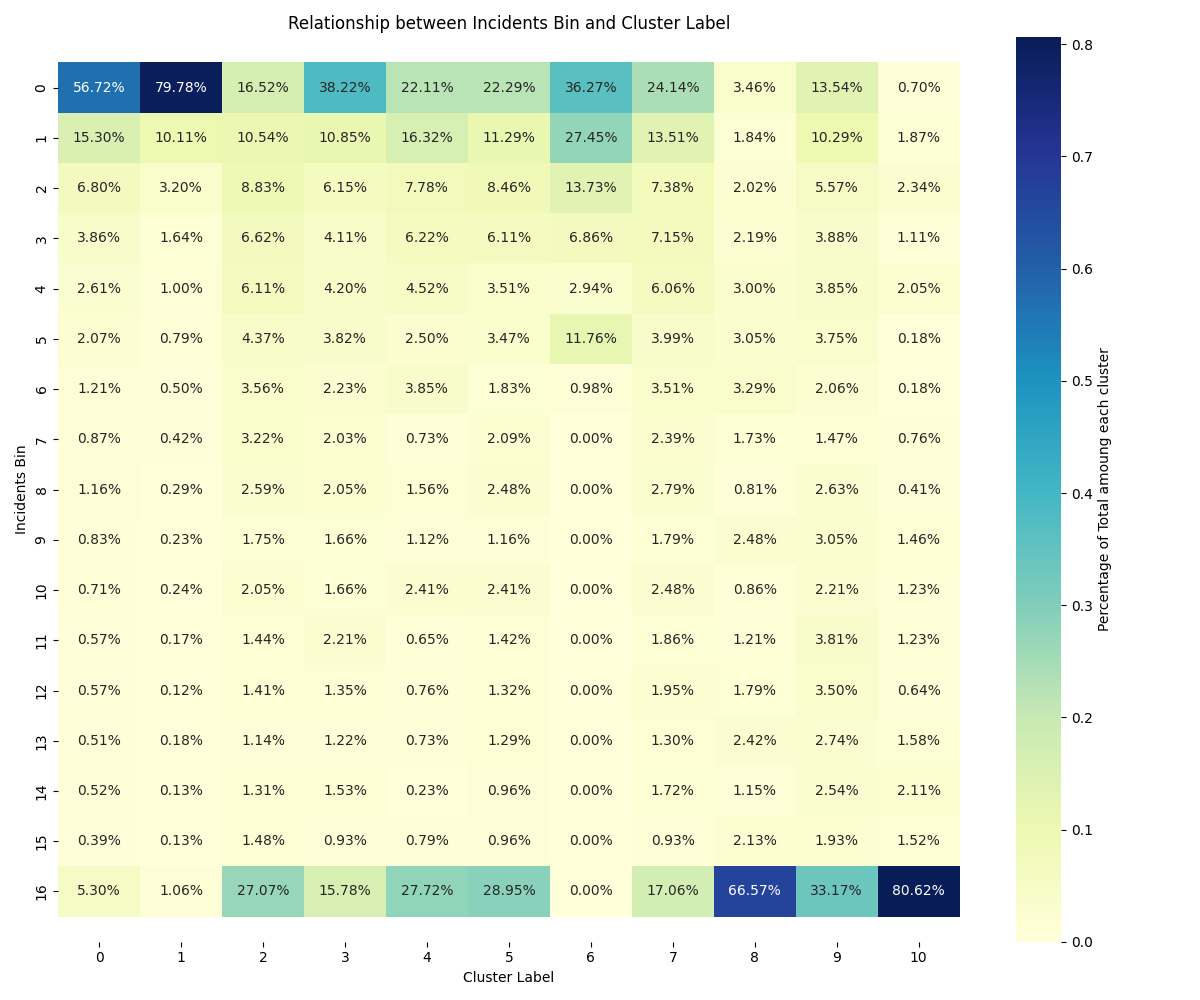 Relationship between Incidents Bin and Cluster Label
0 56.72% 79.78% 16.52% 38.22% 22.11% 22.29% 36.27% 24.14% 3.46% 13.54% 0.70%
1 15.30% 10.11% 10.54% 10.85% 16.32% 11.29% 27.45% 13.51% 1.84% 10.29% 1.87%
2 6.80% 3.20% 8.83% 6.15% 7.78% 8.46% 13.73% 7.38% 2.02% 5.57% 2.34%
3 3.86% 1.64% 6.62% 4.11% 6.22% 6.11% 6.86% 7.15% 2.19% 3.88% 1.11%
4 2.61% 1.00% 6.11% 4.20% 4.52% 3.51% 2.94% 6.06% 3.00% 3.85% 2.05%
5 2.07% 0.79% 4.37% 3.82% 2.50% 3.47% 11.76% 3.99% 3.05% 3.75% 0.18%
6 1.21% 0.50% 3.56% 2.23% 3.85% 1.83% 0.98% 3.51% 3.29% 2.06% 0.18%
7 0.87% 0.42% 3.22% 2.03% 0.73% 2.09% 0.00% 2.39% 1.73% 1.47% 0.76%
8 1.16% 0.29% 2.59% 2.05% 1.56% 2.48% 0.00% 2.79% 0.81% 2.63% 0.41%
9 0.83% 0.23% 1.75% 1.66% 1.12% 1.16% 0.00% 1.79% 2.48% 3.05% 1.46%
10 0.71% 0.24% 2.05% 1.66% 2.41% 2.41% 0.00% 2.48% 0.86% 2.21% 1.23%
11 0.57% 0.17% 1.44% 2.21% 0.65% 1.42% 0.00% 1.86% 1.21% 3.81% 1.23%
12 0.57% 0.12% 1.41% 1.35% 0.76% 1.32% 0.00% 1.95% 1.79% 3.50% 0.64%
13 0.51% 0.18% 1.14% 1.22% 0.73% 1.29% 0.00% 1.30% 2.42% 2.74% 1.58%
14 0.52% 0.13% 1.31% 1.53% 0.23% 0.96% 0.00% 1.72% 1.15% 2.54% 2.11%
15 0.39% 0.13% 1.48% 0.93% 0.79% 0.96% 0.00% 0.93% 2.13% 1.93% 1.52%
16 5.30% 1.06% 27.07% 15.78% 27.72% 28.95% 0.00% 17.06% 66.57% 33.17% 80.62%
0 1 2 3 4 5 6 7 8 9 10
Cluster Label
Incidents Bin
0.8
0.7
0.6
0.5
0.4
0.3
0.2
0.1
0.0
Percentage of Total amoung each cluster